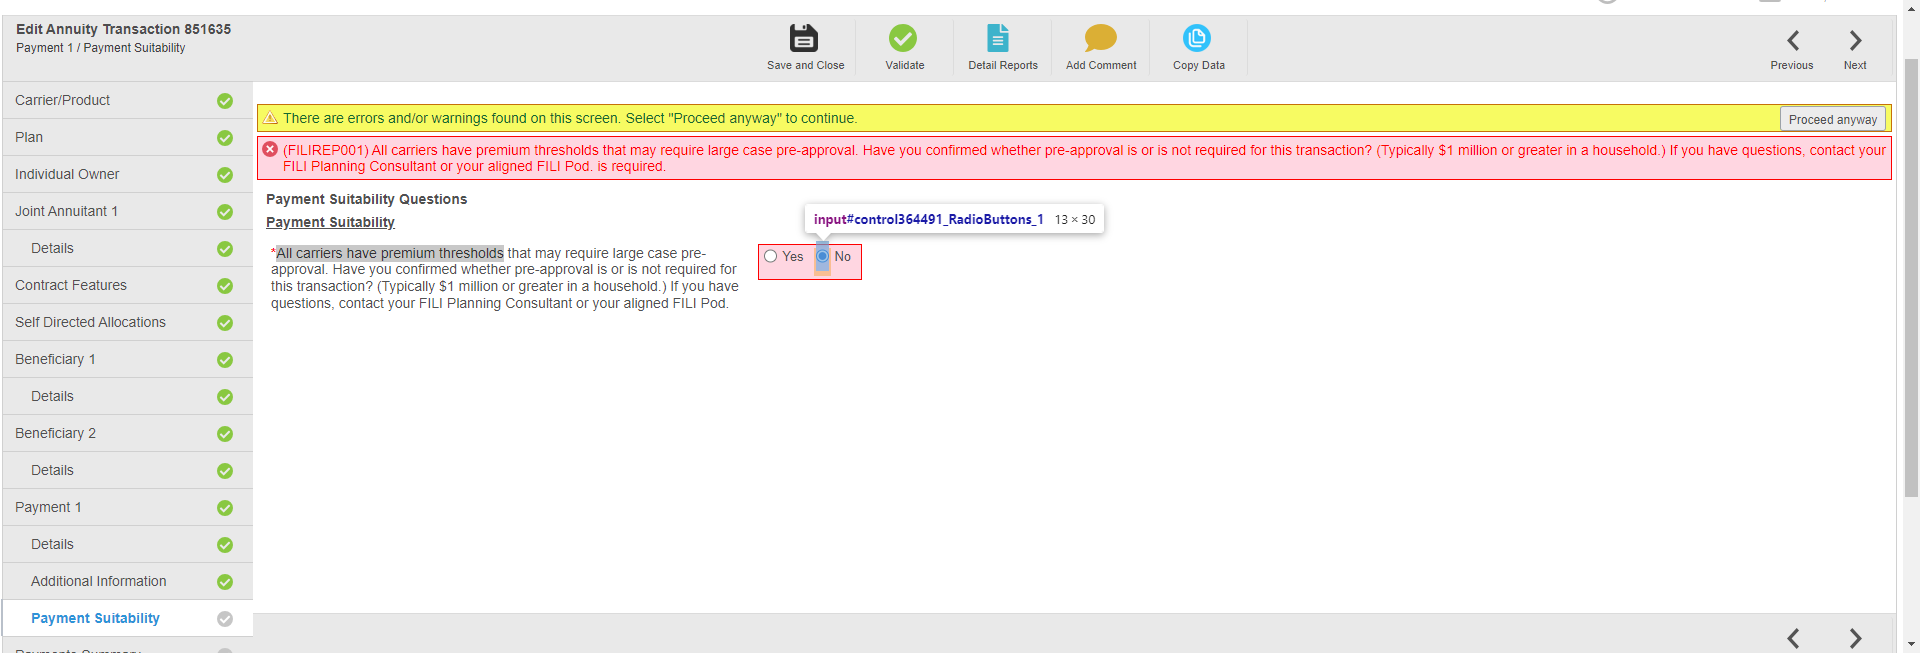 Edit Annuity Transaction 851635
Payment 1 / Payment Suitability
Save and Close
Validate
Detail Reports
Add Comment
Copy Data
Previous
Next
Carrier/Product
Plan
Individual Owner
Joint Annuitant 1
Details
Contract Features
Self Directed Allocations
Beneficiary 1
Details
Beneficiary 2
Details
Payment 1
Details
Additional Information
Payment Suitability
Payments Summary
There are errors and/or warnings found on this screen. Select "Proceed anyway" to continue.
Proceed anyway
(FILIREP001) All carriers have premium thresholds that may require large case pre-approval. Have you confirmed whether pre-approval is or is not required for this transaction? (Typically $1 million or greater in a household.) If you have questions, contact your
FILI Planning Consultant or your aligned FILI Pod. is required.
Payment Suitability Questions
Payment Suitability
input#control364491_RadioButtons_1 13 × 30
*All carriers have premium thresholds that may require large case pre-
approval. Have you confirmed whether pre-approval is or is not required for
this transaction? (Typically $1 million or greater in a household.) If you have
questions, contact your FILI Planning Consultant or your aligned FILI Pod.
Yes
No